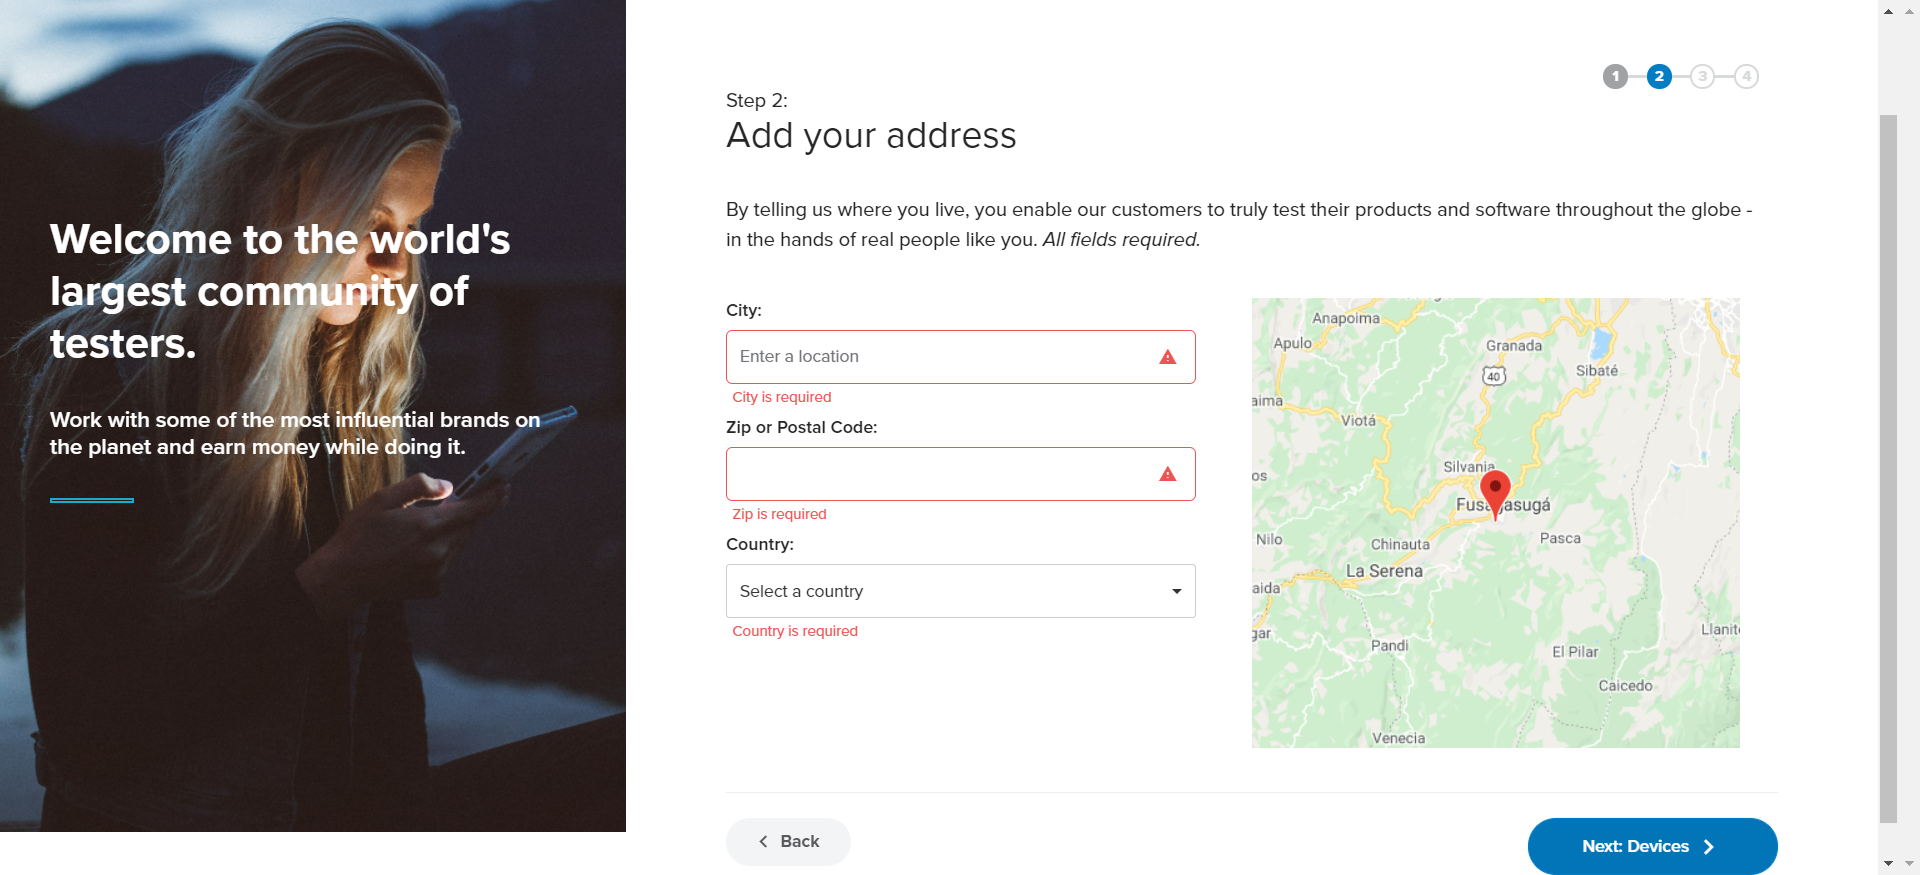 Welcome to the world's
largest community of
testers.
Work with some of the most influential brands on
the planet and earn money while doing it.
1 2 3 4
Step 2:
Add your address
By telling us where you live, you enable our customers to truly test their products and software throughout the globe -
in the hands of real people like you. All fields required.
City:
Enter a location
City is required
Zip or Postal Code:
Zip is required
Country:
Select a country
Country is required
Anapoima
Apulo
Granada
40
Sibaté
aima
Viotá
Silvania
os
Fusagasugá
Nilo
Chinauta
Pasca
La Serena
aida
gar
Llanit
Pandi
El Pilar
Caicedo
Venecia
Back
Next: Devices